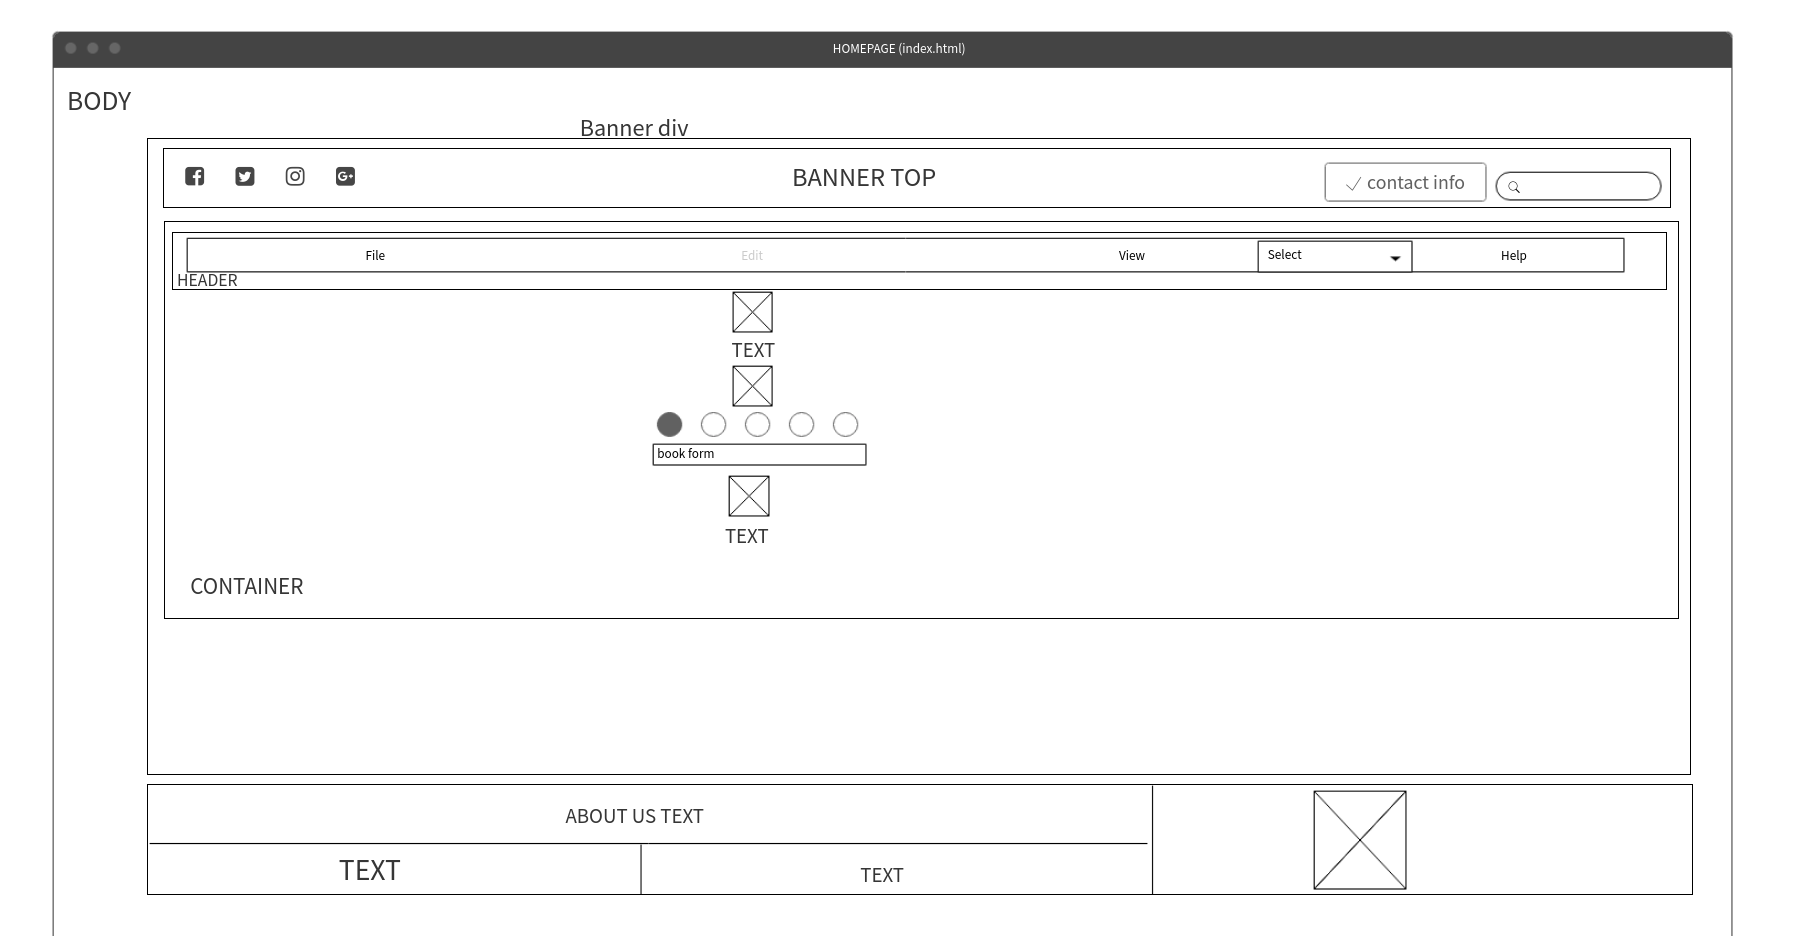 HOMEPAGE (index.html)
BODY
Banner div
BANNER TOP
contact info
File Edit View Select Help
HEADER
TEXT
book form
TEXT
CONTAINER
ABOUT US TEXT
TEXT
TEXT